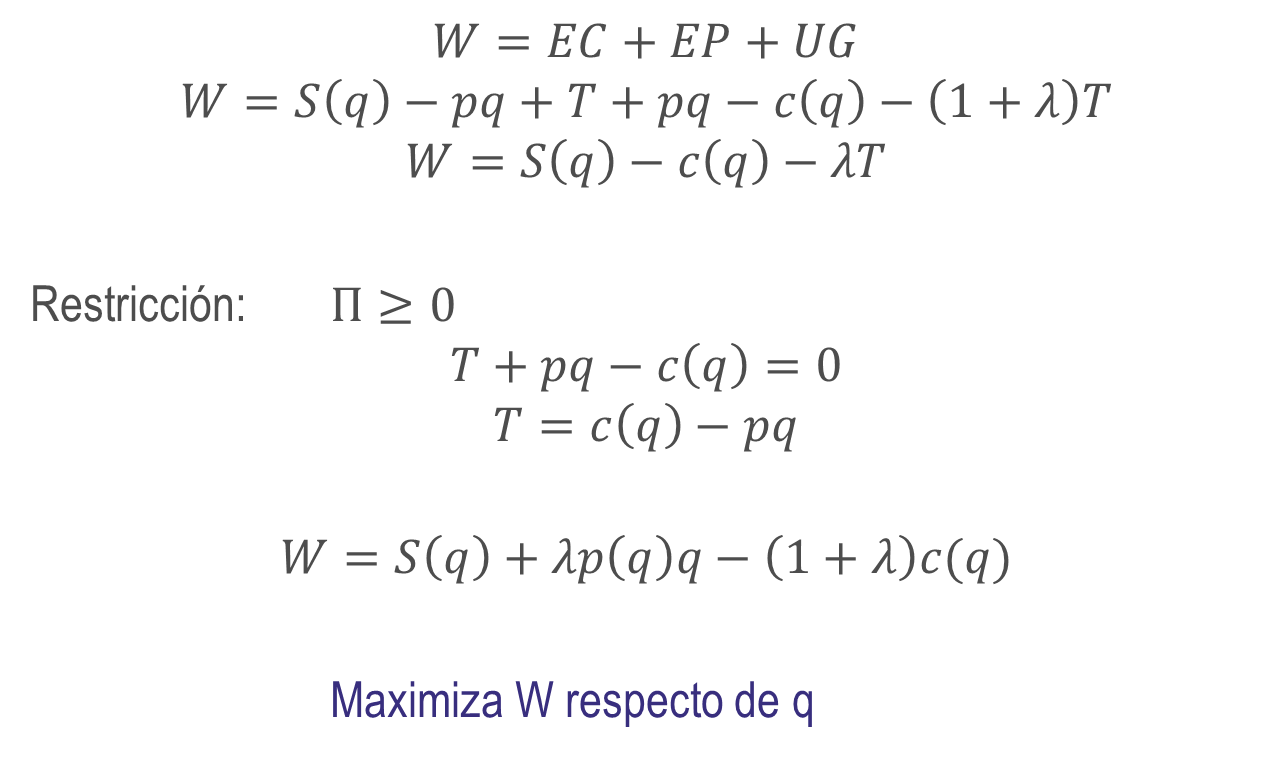 W = EC + EP + UG
W = S(q) − pq + T + pq − c(q) − (1 + λ)T
W = S(q) − c(q) − λT
Restricción: Π ≥ 0
T + pq − c(q) = 0
T = c(q) − pq
W = S(q) + λp(q)q − (1 + λ)c(q)
Maximiza W respecto de q